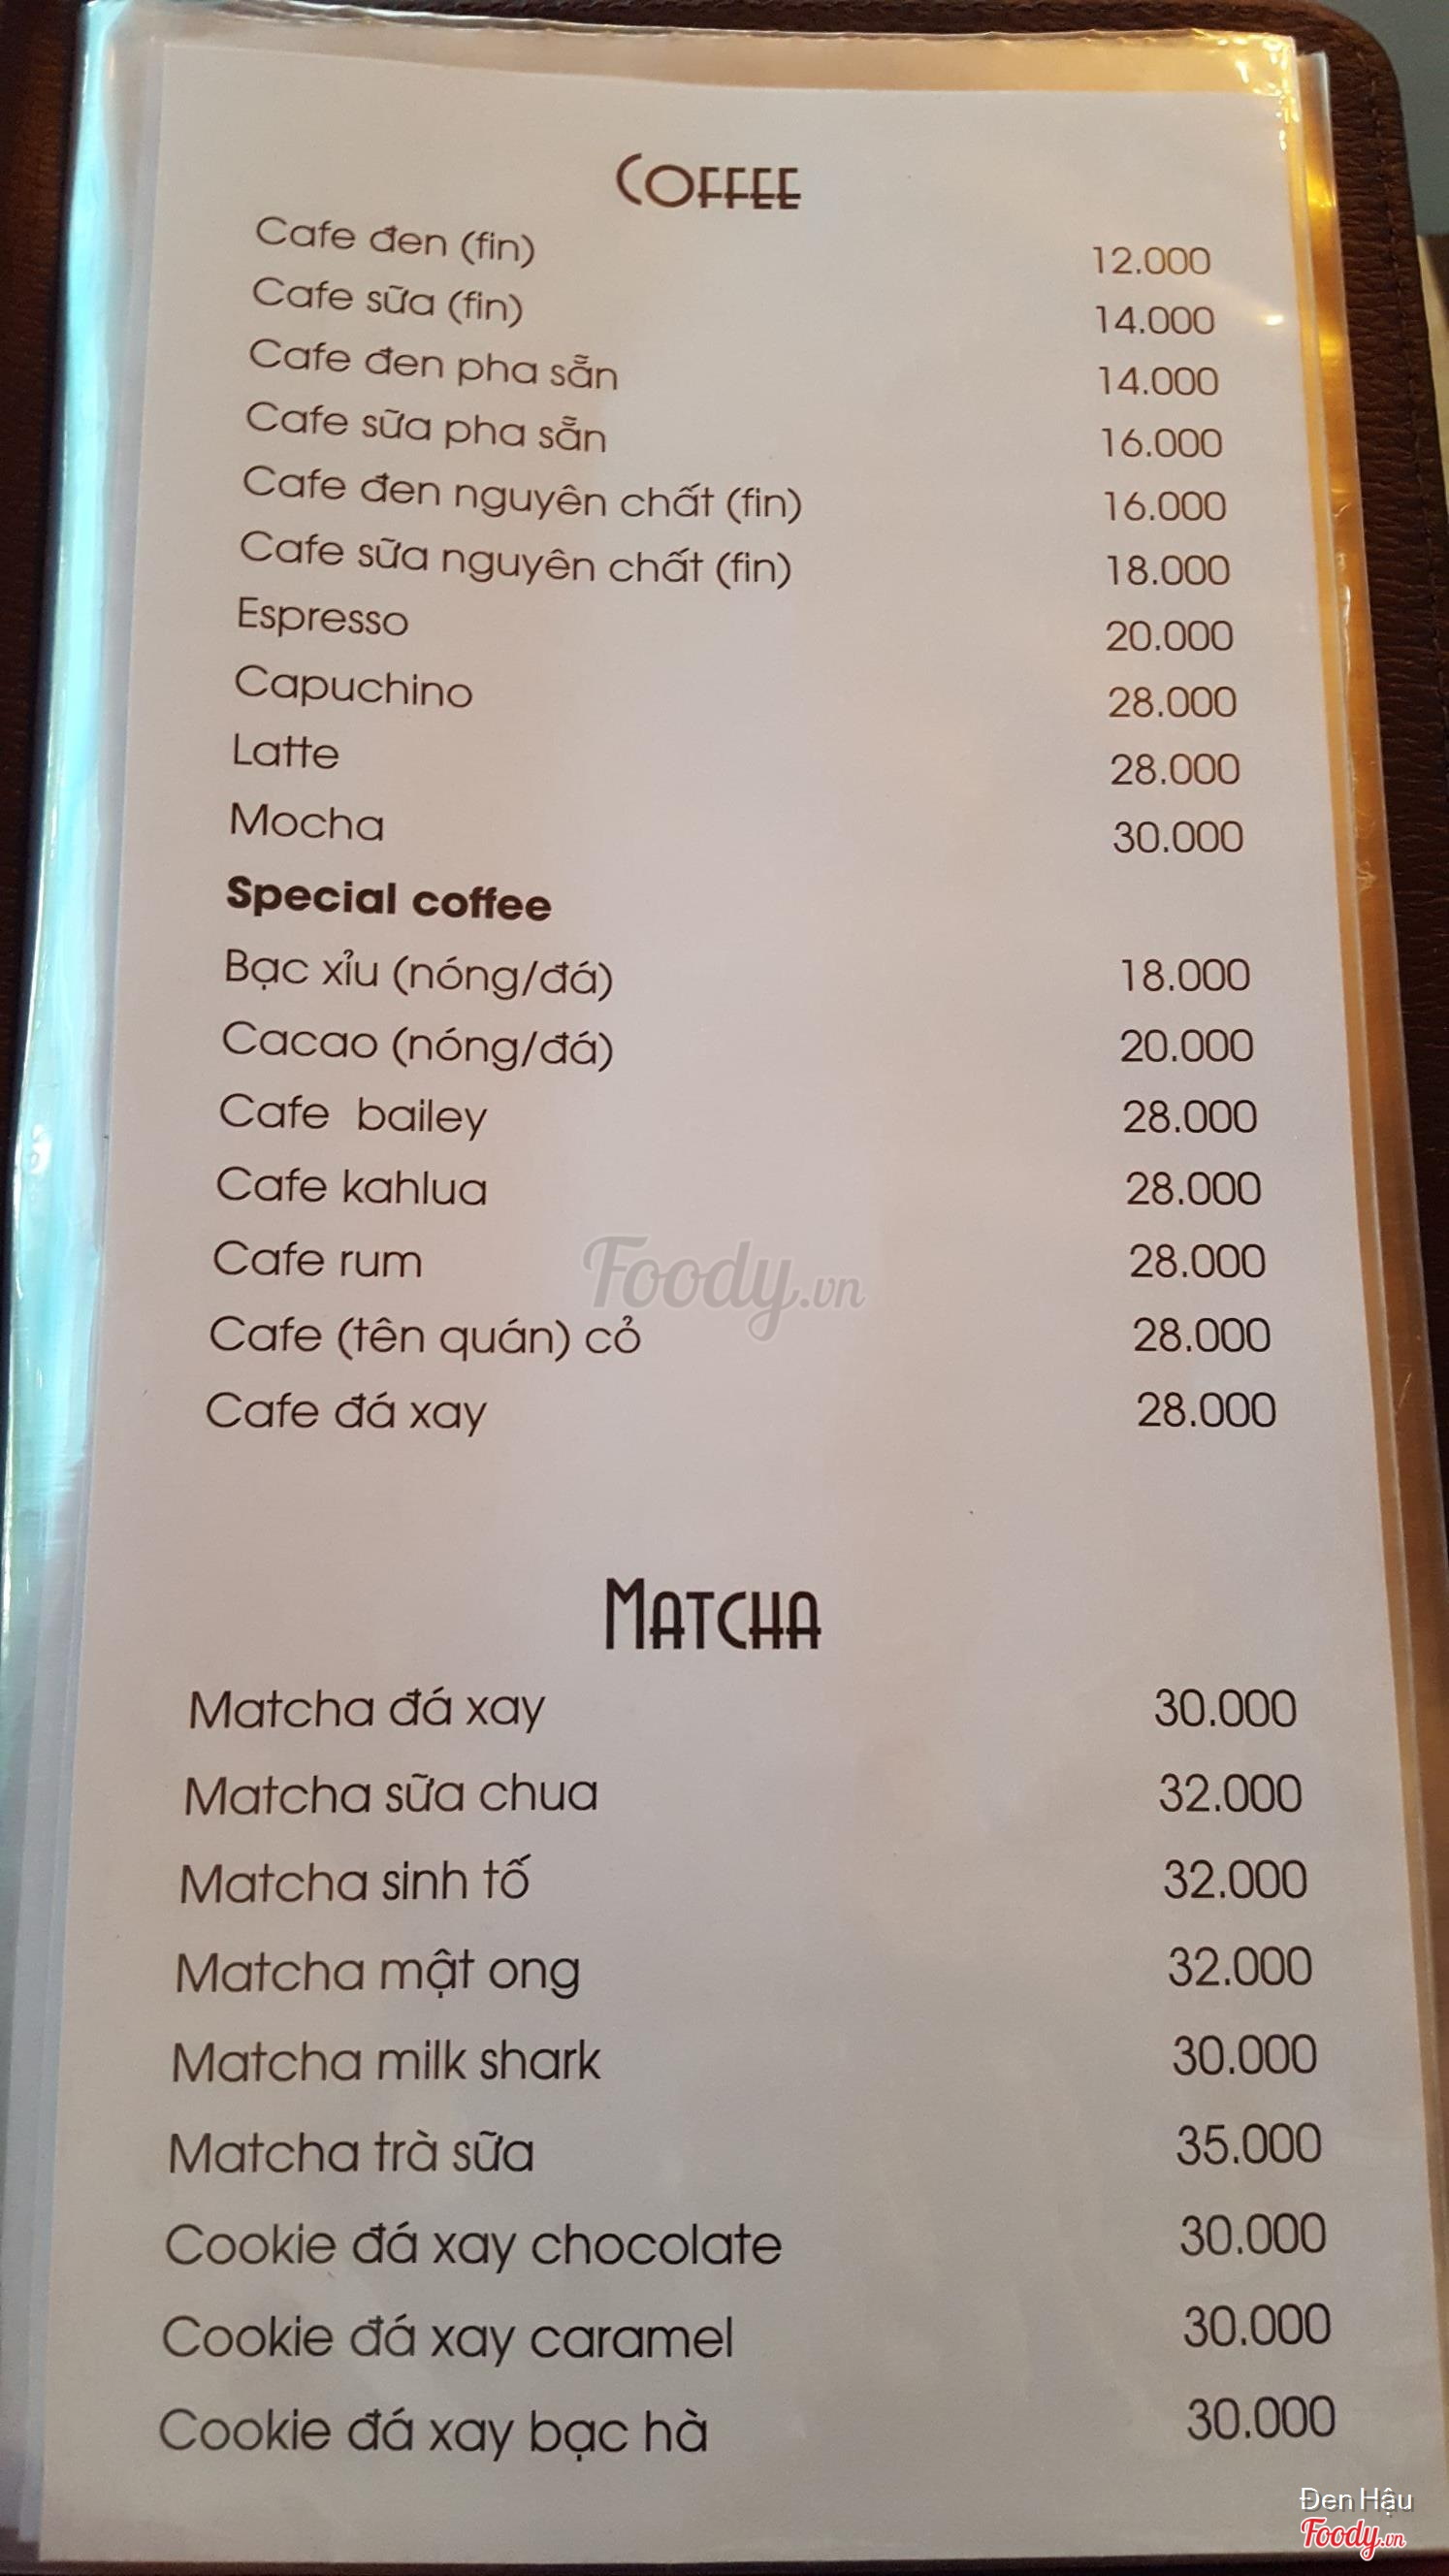 COFFEE
Cafe đen (fin) 12.000
Cafe sữa (fin) 14.000
Cafe đen pha sẵn 14.000
Cafe sữa pha sẵn 16.000
Cafe đen nguyên chất (fin) 16.000
Cafe sữa nguyên chất (fin) 18.000
Espresso 20.000
Capuchino 28.000
Latte 28.000
Mocha 30.000
Special coffee
Bạc xỉu (nóng/đá) 18.000
Cacao (nóng/đá) 20.000
Cafe bailey 28.000
Cafe kahlua 28.000
Cafe rum 28.000
Foody.vn
Cafe (tên quán) cỏ 28.000
Cafe đá xay 28.000
MATCHA
Matcha đá xay 30.000
Matcha sữa chua 32.000
Matcha sinh tố 32.000
Matcha mật ong 32.000
Matcha milk shark 30.000
Matcha trà sữa 35.000
Cookie đá xay chocolate 30.000
Cookie đá xay caramel 30.000
Cookie đá xay bạc hà 30.000
Đen Hậu
Foody.vn